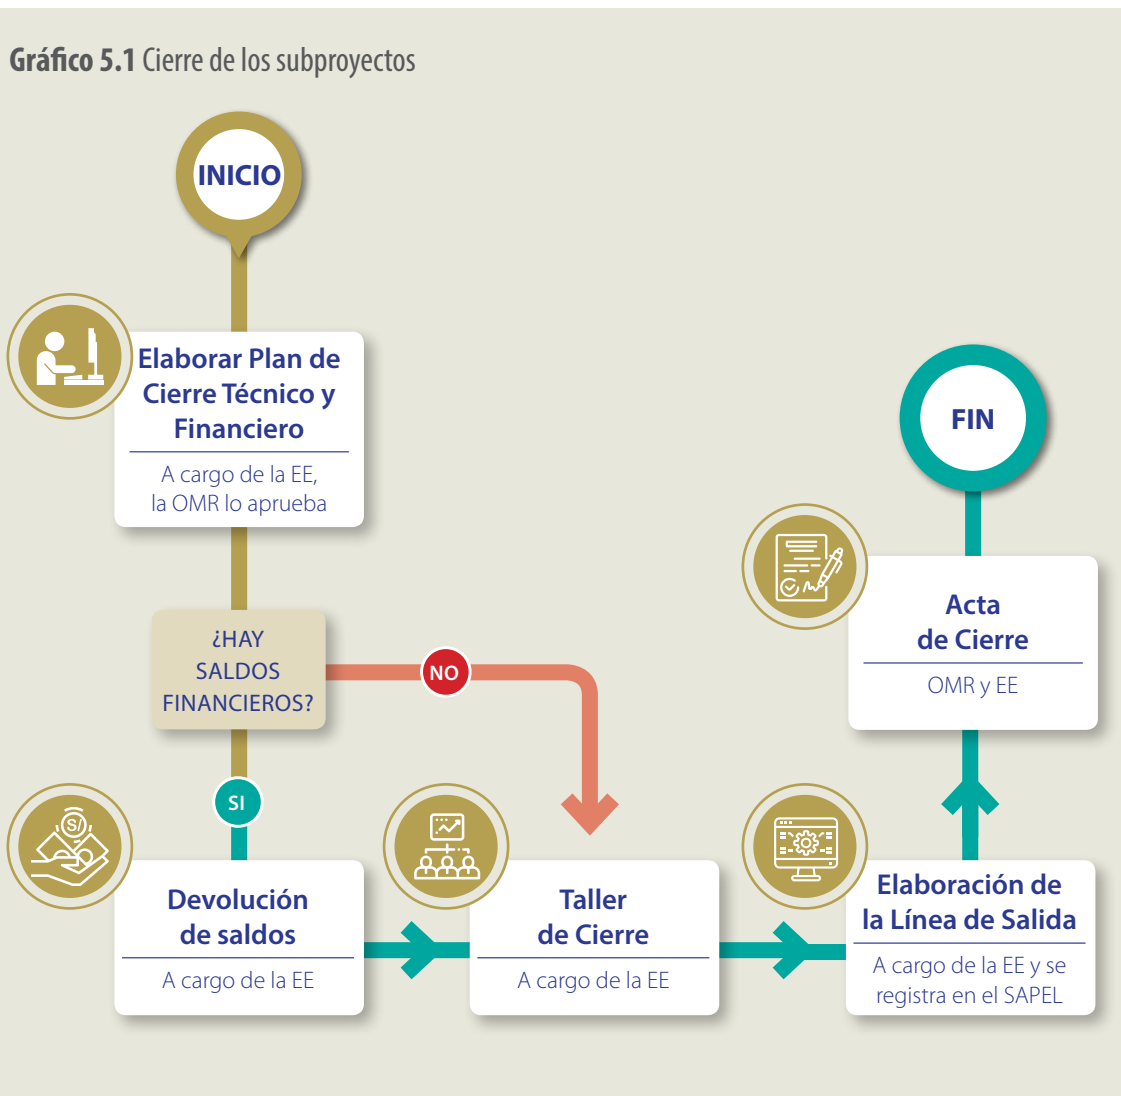 Gráfico 5.1 Cierre de los subproyectos
INICIO
Elaborar Plan de
Cierre Técnico y
Financiero
A cargo de la EE,
la OMR lo aprueba
¿HAY
SALDOS
FINANCIEROS?
NO
SI
S/
Devolución
de saldos
A cargo de la EE
Taller
de Cierre
A cargo de la EE
Elaboración de
la Línea de Salida
A cargo de la EE y se
registra en el SAPEL
Acta
de Cierre
OMR y EE
FIN